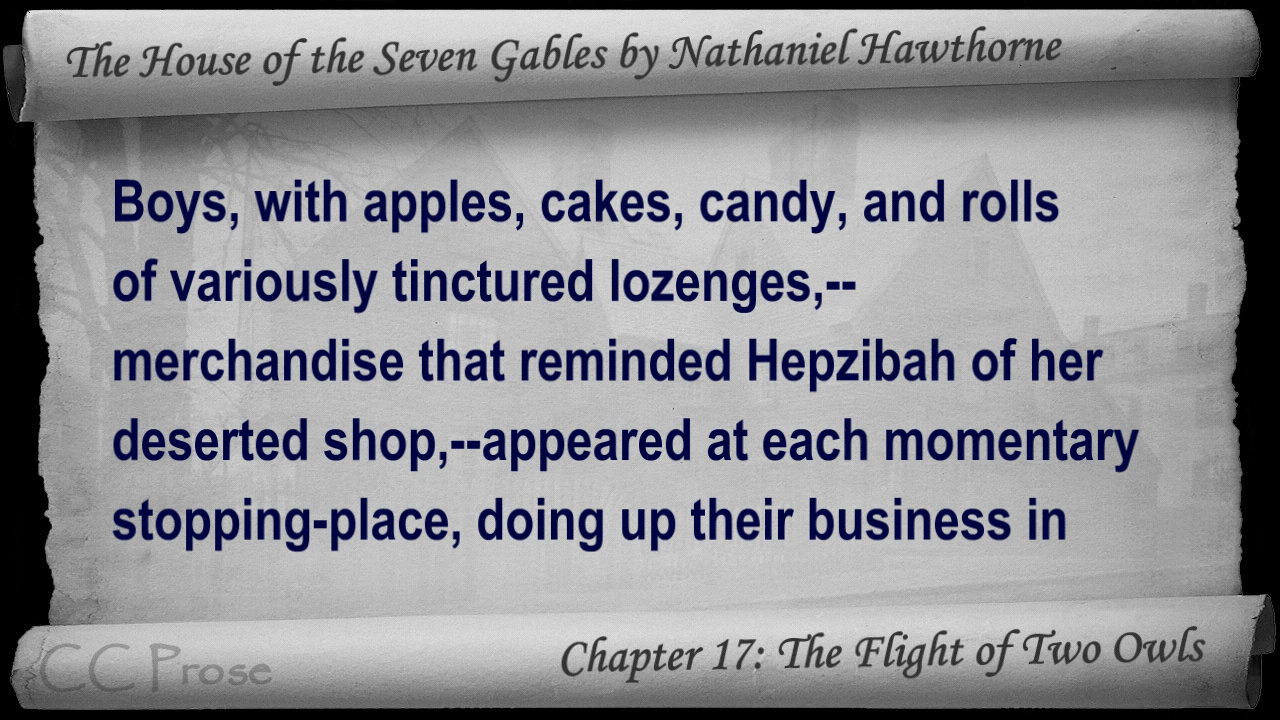 The House of the Seven Gables by Nathaniel Hawthorne
Boys, with apples, cakes, candy, and rolls
of variously tinctured lozenges,--
merchandise that reminded Hepzibah of her
deserted shop,--appeared at each momentary
stopping-place, doing up their business in
CC Prose
Chapter 17: The Flight of Two Owls